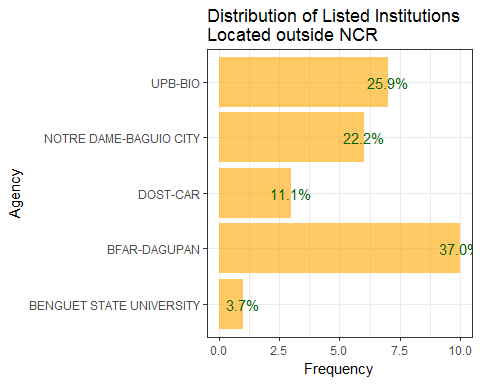 Distribution of Listed Institutions
Located outside NCR
UPB-BIO
25.9%
NOTRE DAME-BAGUIO CITY
22.2%
DOST-CAR
11.1%
BFAR-DAGUPAN
37.0%
BENGUET STATE UNIVERSITY
3.7%
Agency
0.0 2.5 5.0 7.5 10.0
Frequency